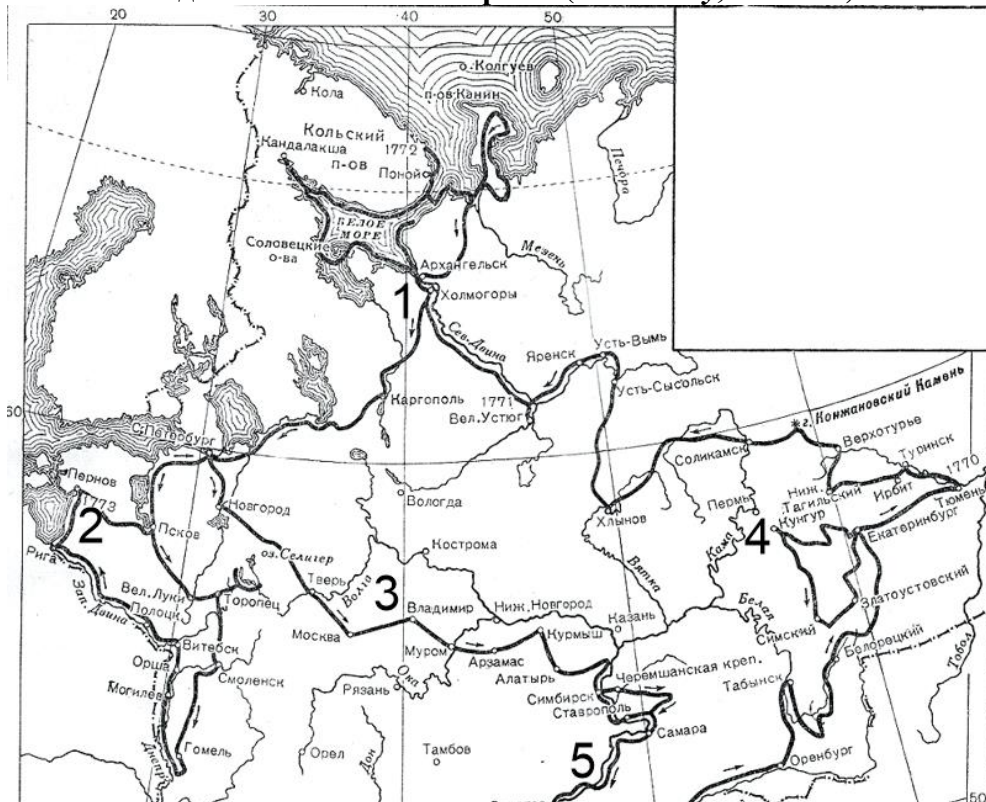 20
30
40
50
о. Колгуев
п-ов Канин
Кола
Кольский
п-ов
Кандалакша
1772
Поной
Печора
БЕЛОЕ
МОРЕ
Соловецкие
о-ва
Мезень
Архангельск
1
Холмогоры
Сев. Двина
Яренск
Усть-Вымь
Усть-Сысольск
1771
Вел. Устюг
Каргополь
60
г. Конжановский Камень
С.Петербург
Соликамск
Верхотурье
Туринск
1770
Пернов
1773
Новгород
Вологда
Хлынов
Пермь
Ниж.
Тагильский
Ирбит
Тюмень
2
Псков
4
Кунгур
Екатеринбург
Рига
оз. Селигер
Кострома
Кама
Вятка
Тверь
Волга
3
Златоустовский
Вел. Луки
Торопец
Зап. Двина
Полоцк
Владимир
Ниж. Новгород
Казань
Белая
Москва
Муром
Курмыш
Симский
Витебск
Арзамас
Белорецкий
Тобол
Орша
Смоленск
Ока
Алатырь
Черемшанская креп.
Табынск
Могилев
Рязань
Симбирск
Ставрополь
Самара
Гомель
Орел
Дон
Тамбов
5
Оренбург
Днепр
50